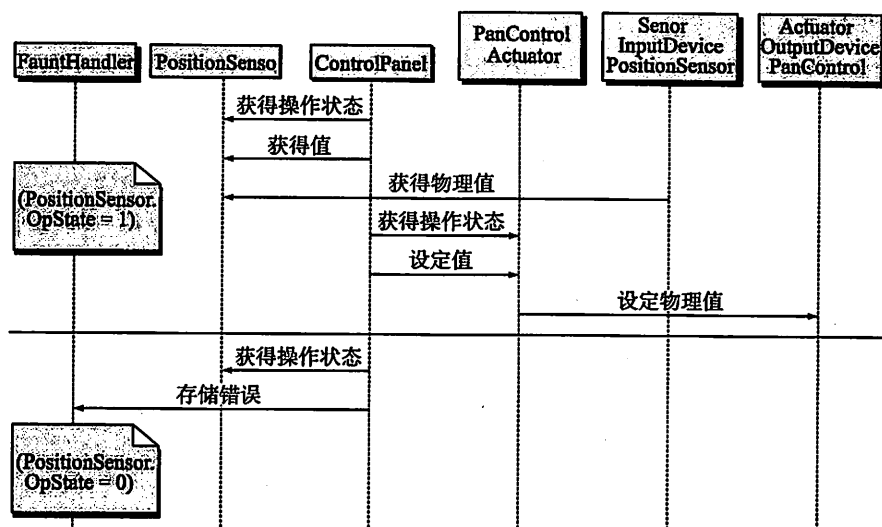 FauntHandler
PositionSenso
ControlPanel
PanControl
Actuator
Senor
InputDevice
PositionSensor
Actuator
OutputDevice
PanControl
获得操作状态
获得值
(PositionSensor.
OpState = 1)
获得物理值
获得操作状态
设定值
设定物理值
获得操作状态
存储错误
(PositionSensor.
OpState = 0)